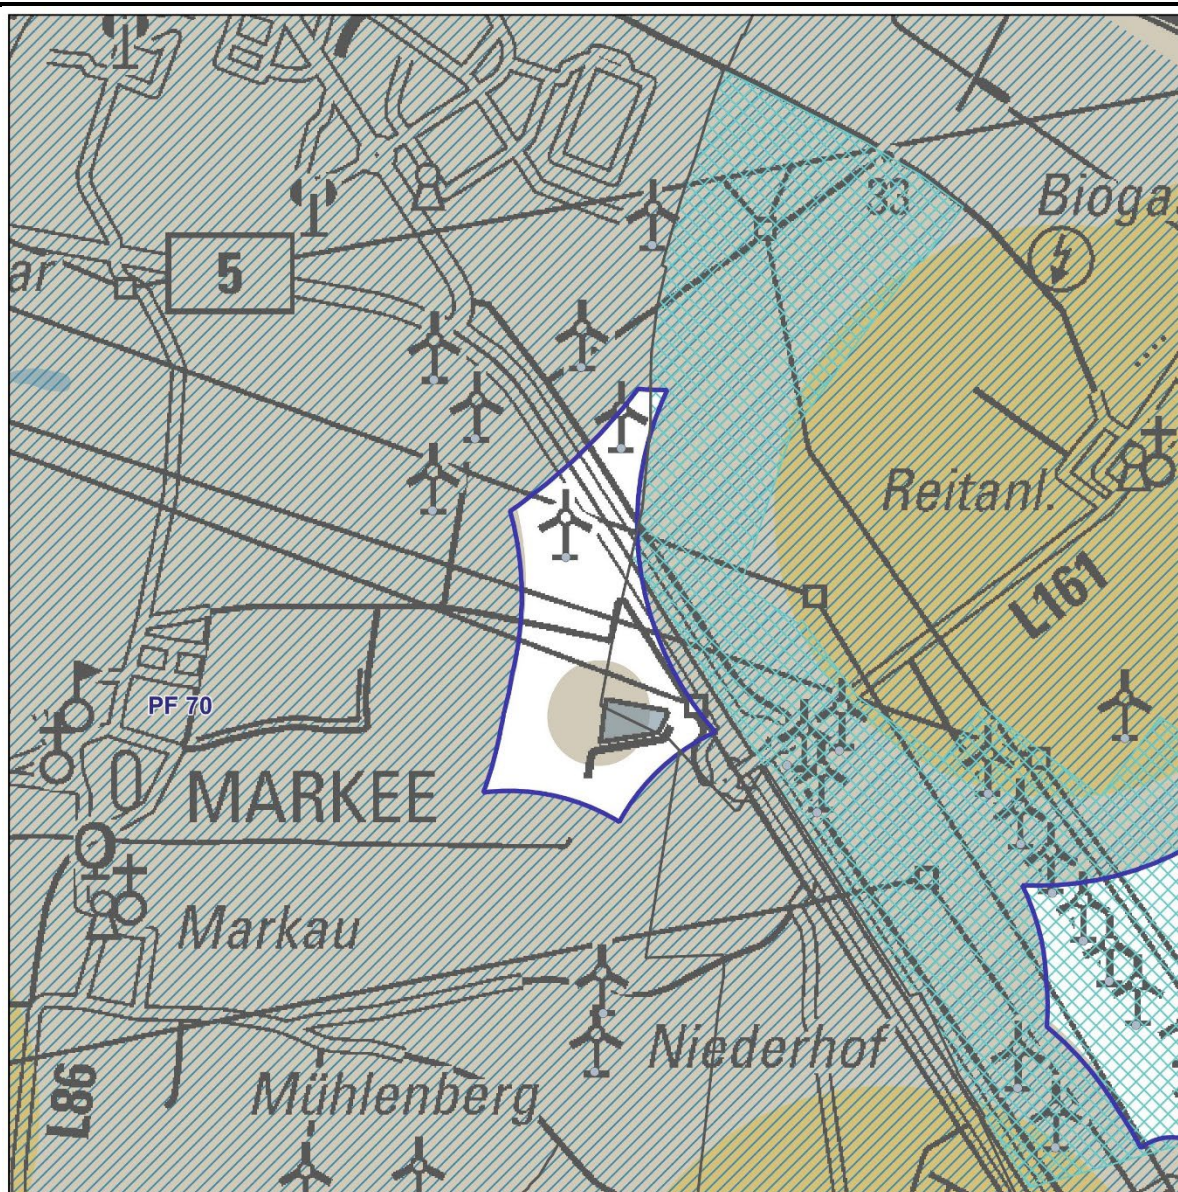 33
Bioga
ar
5
Reitanl.
L161
PF 70
MARKEE
Markau
Niederhof
Mühlenberg
L86